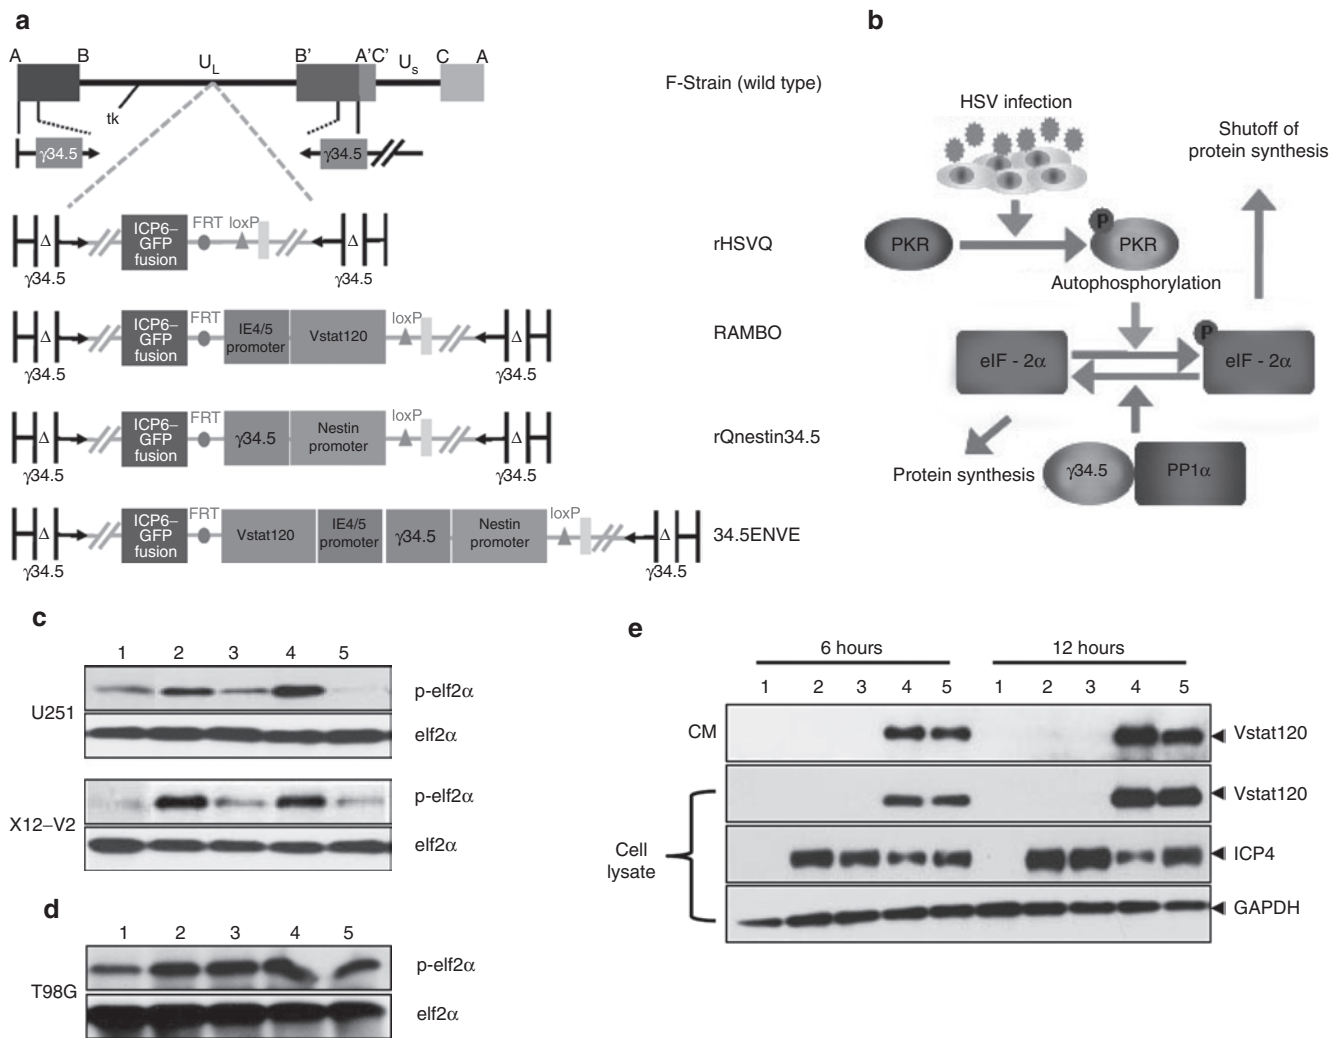 a
A
B
U_L
B'
A'C'
U_s
C
A
tk
γ34.5
γ34.5
F-Strain (wild type)
Δ
ICP6–
GFP
fusion
FRT
loxP
Δ
γ34.5
γ34.5
rHSVQ
Δ
ICP6–
GFP
fusion
FRT
IE4/5
promoter
Vstat120
loxP
Δ
γ34.5
γ34.5
RAMBO
Δ
ICP6–
GFP
fusion
FRT
γ34.5
Nestin
promoter
loxP
Δ
γ34.5
γ34.5
rQnestin34.5
Δ
ICP6–
GFP
fusion
FRT
Vstat120
IE4/5
promoter
γ34.5
Nestin
promoter
loxP
Δ
γ34.5
γ34.5
34.5ENVE
b
HSV infection
Shutoff of
protein synthesis
PKR
P
PKR
Autophosphorylation
eIF - 2α
P
eIF - 2α
Protein synthesis
γ34.5
PP1α
c
1 2 3 4 5
U251
p-elf2α
elf2α
X12–V2
p-elf2α
elf2α
d
1 2 3 4 5
T98G
p-elf2α
elf2α
e
6 hours
12 hours
1 2 3 4 5 1 2 3 4 5
CM
Vstat120
Cell
lysate
Vstat120
ICP4
GAPDH